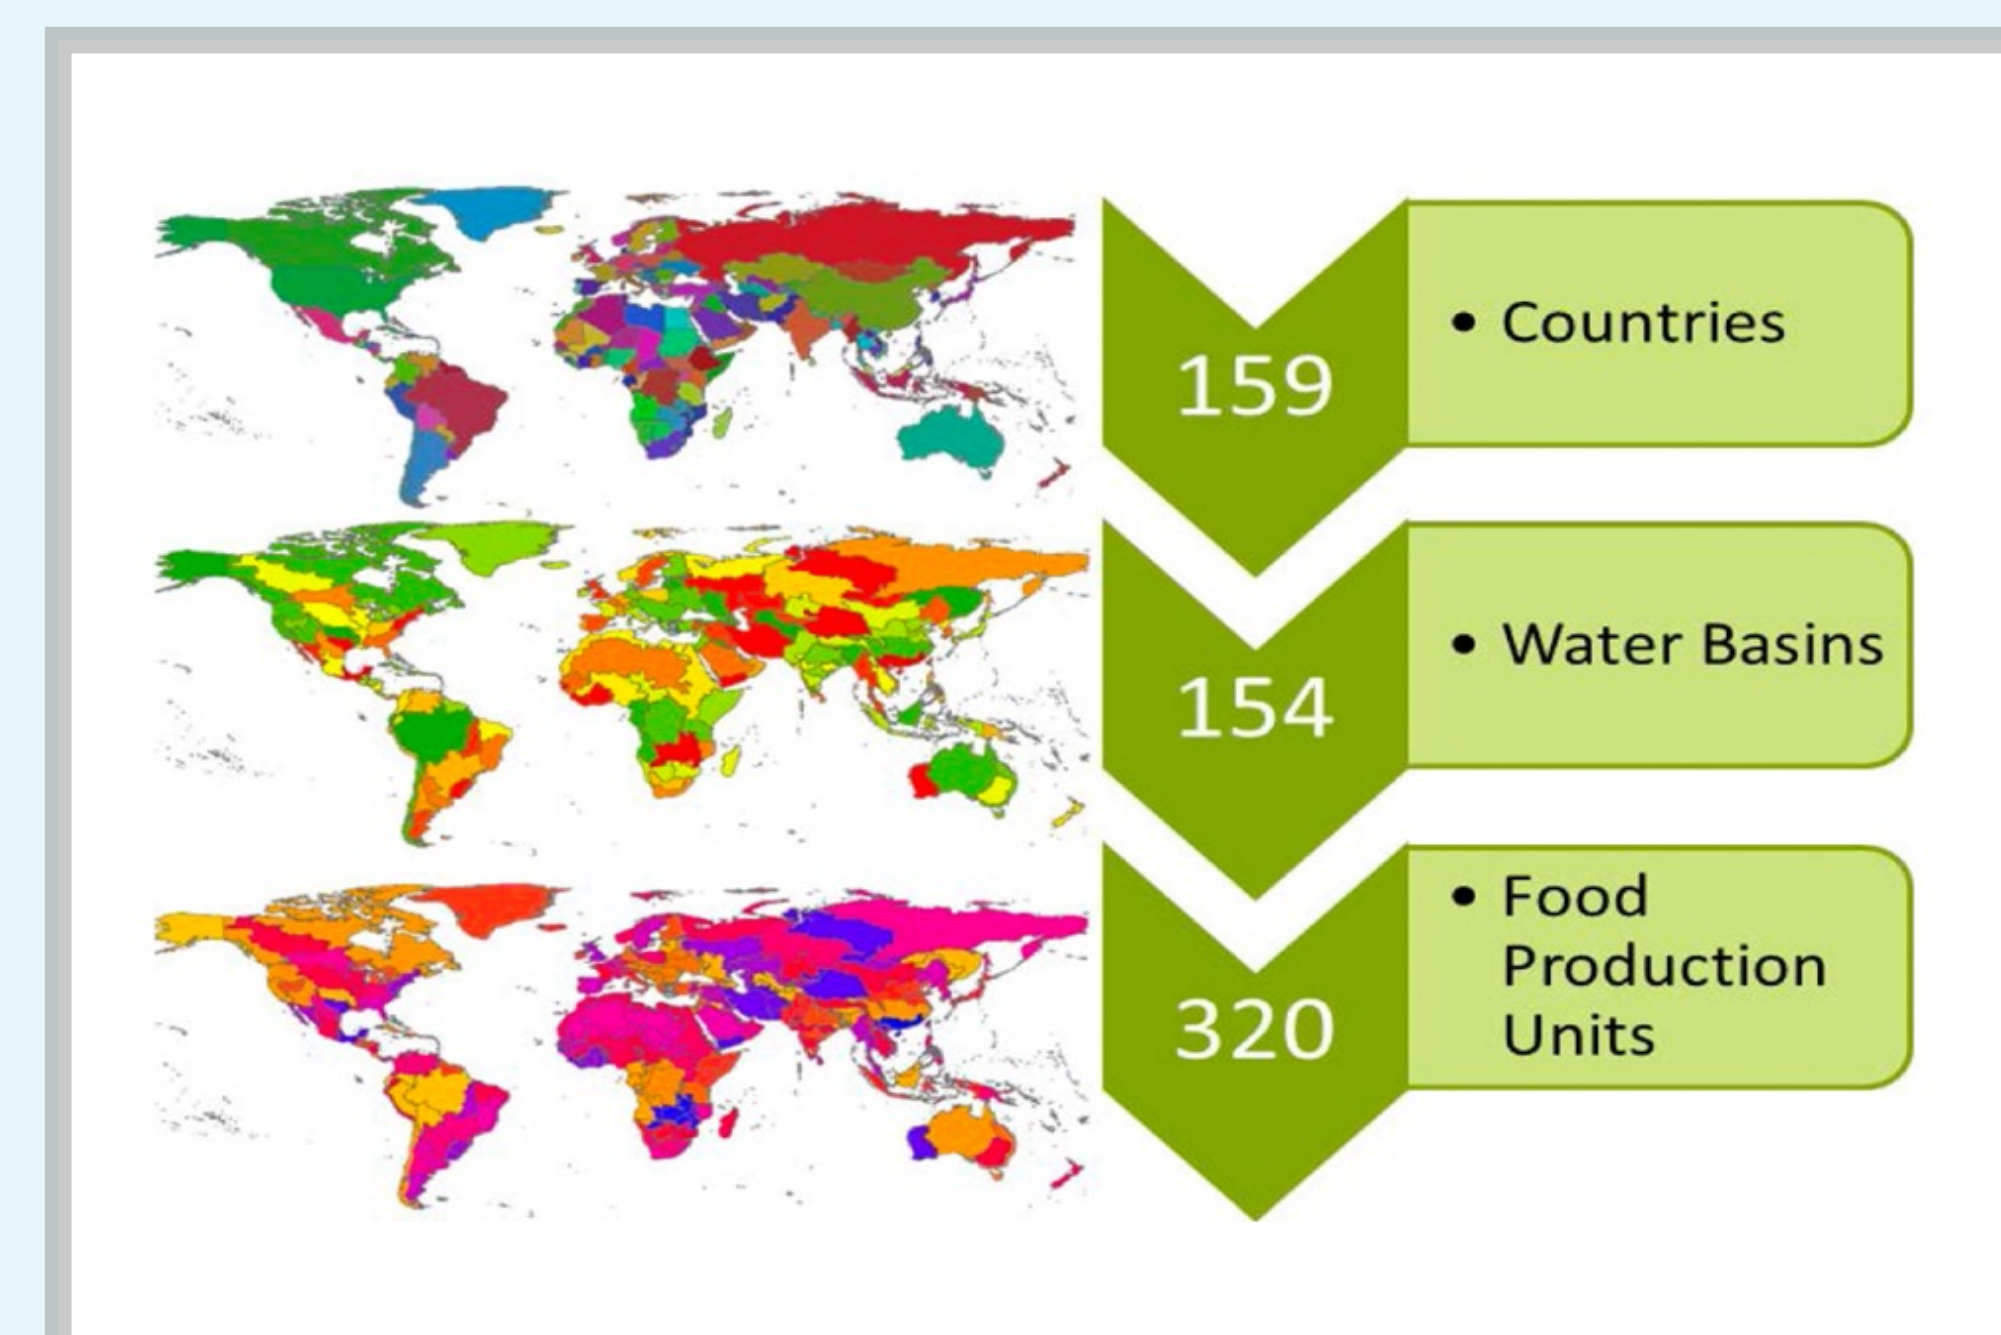 159
• Countries
154
• Water Basins
320
• Food
Production
Units